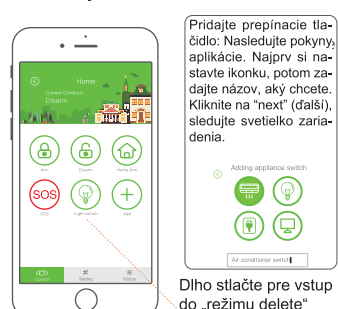 Home
Current Condition
Disarm
Arm
Disarm
Home Arm
SOS
SOS
Light switch
Add
Control
Setting
History
Pridajte prepínacie tla-
čidlo: Nasledujte pokyny
aplikácie. Najprv si na-
stavte ikonku, potom za-
dajte názov, aký chcete.
Kliknite na "next" (ďalší),
sledujte svetielko zaria-
denia.
Adding appliance switch
Air conditioner switch
Dlho stlačte pre vstup
do „režimu delete“